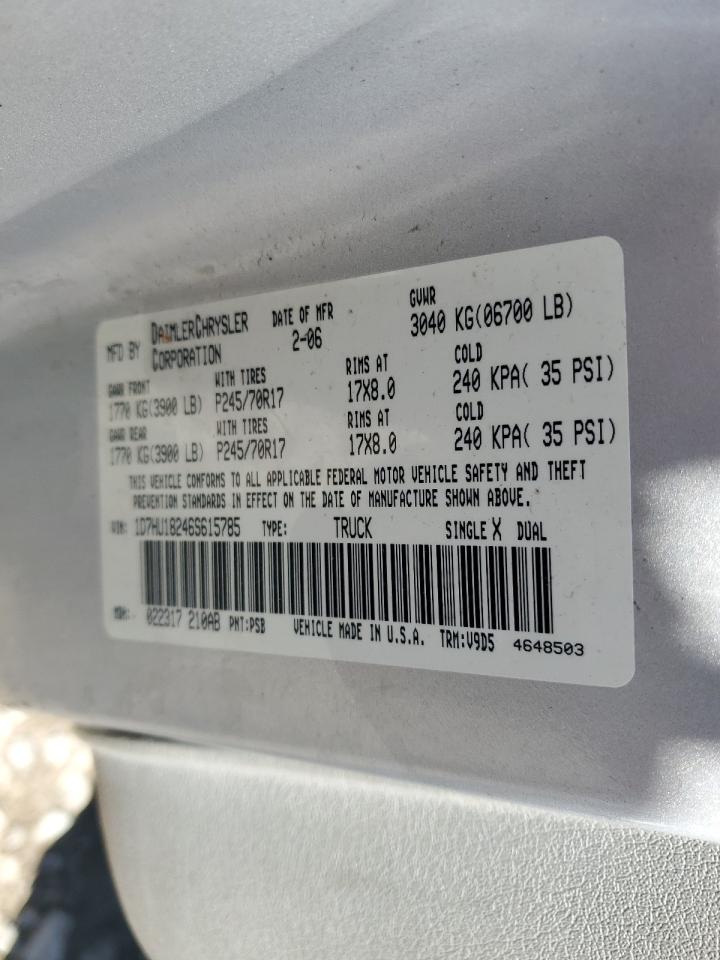 MFD BY DAIMLERCHRYSLER CORPORATION DATE OF MFR 2-06 GVWR 3040 KG(06700 LB)
GAWR FRONT WITH TIRES RIMS AT COLD
1770 KG(3900 LB) P245/70R17 17X8.0 240 KPA( 35 PSI)
GAWR REAR WITH TIRES RIMS AT COLD
1770 KG(3900 LB) P245/70R17 17X8.0 240 KPA( 35 PSI)
THIS VEHICLE CONFORMS TO ALL APPLICABLE FEDERAL MOTOR VEHICLE SAFETY AND THEFT
PREVENTION STANDARDS IN EFFECT ON THE DATE OF MANUFACTURE SHOWN ABOVE.
VIN: 1D7HU18246S615785 TYPE: TRUCK SINGLE X DUAL
MDH: 022317 210AB PNT:PSB VEHICLE MADE IN U.S.A. TRM:V9D5 4648503